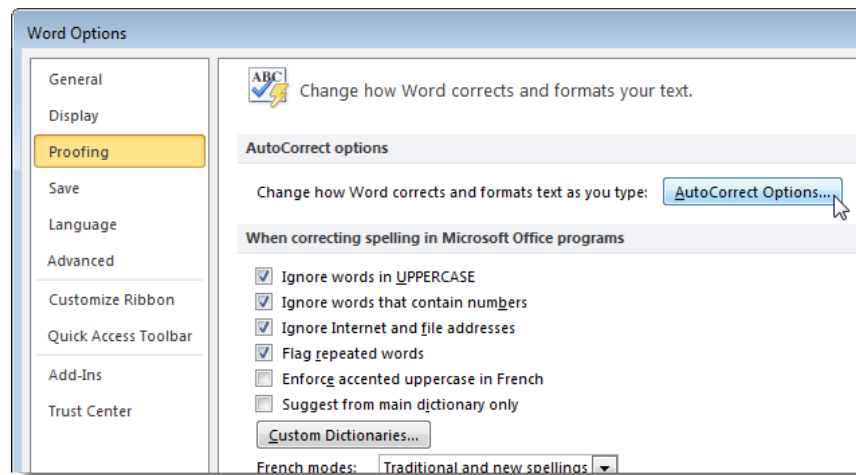 Word Options
General
Display
Proofing
Save
Language
Advanced
Customize Ribbon
Quick Access Toolbar
Add-Ins
Trust Center
ABC
Change how Word corrects and formats your text.
AutoCorrect options
Change how Word corrects and formats text as you type: AutoCorrect Options...
When correcting spelling in Microsoft Office programs
Ignore words in UPPERCASE
Ignore words that contain numbers
Ignore Internet and file addresses
Flag repeated words
Enforce accented uppercase in French
Suggest from main dictionary only
Custom Dictionaries...
French modes: Traditional and new spellings